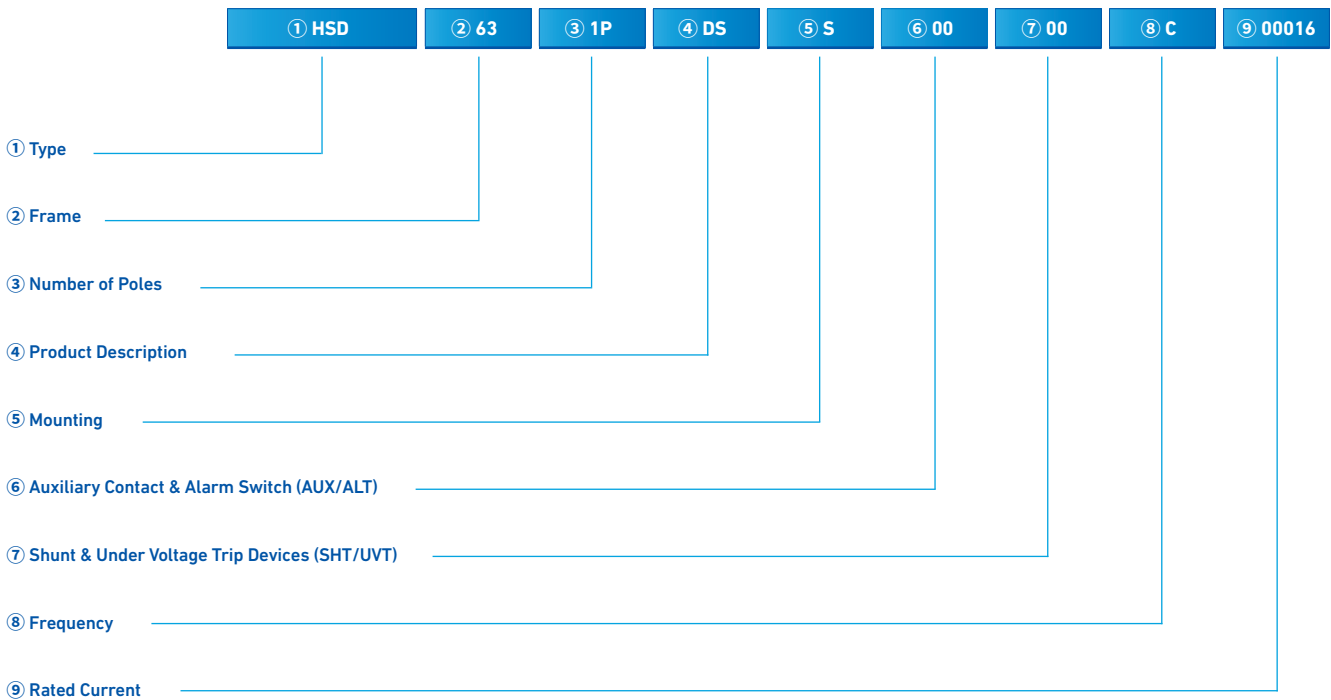 ① HSD ② 63 ③ 1P ④ DS ⑤ S ⑥ 00 ⑦ 00 ⑧ C ⑨ 00016
① Type
② Frame
③ Number of Poles
④ Product Description
⑤ Mounting
⑥ Auxiliary Contact & Alarm Switch (AUX/ALT)
⑦ Shunt & Under Voltage Trip Devices (SHT/UVT)
⑧ Frequency
⑨ Rated Current